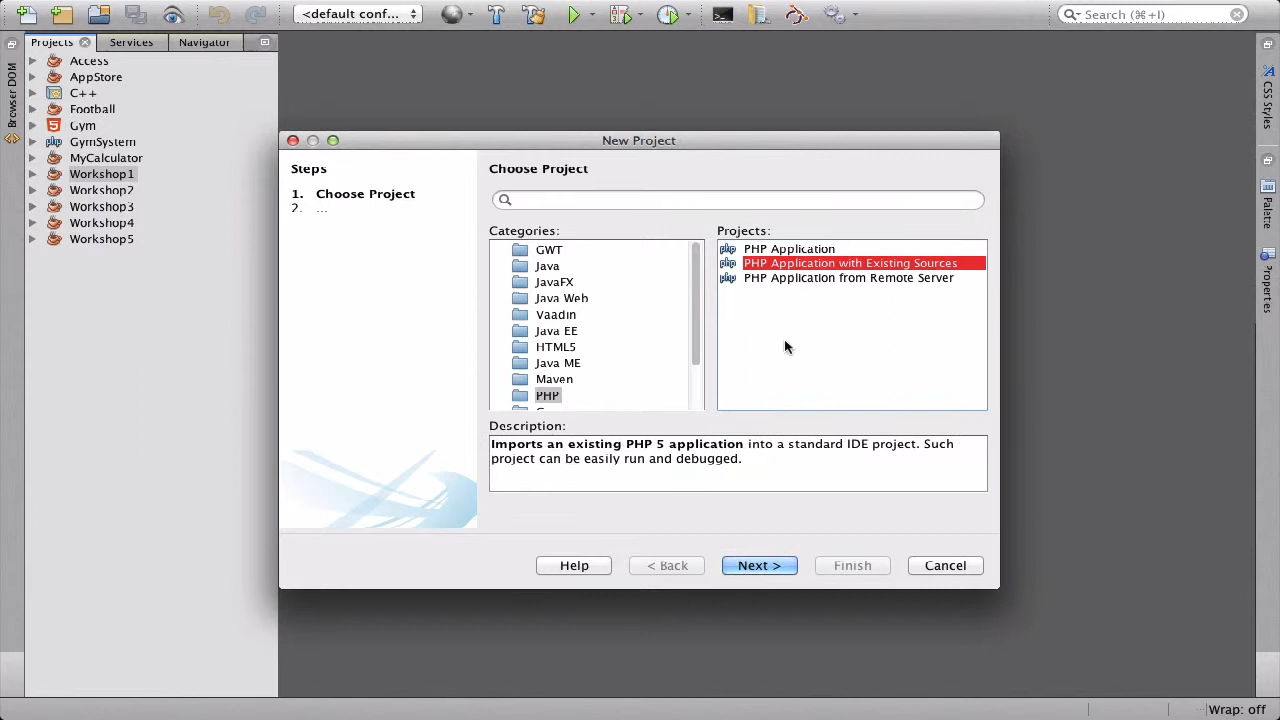 <default conf...
Search (⌘+I)
Projects
Services
Navigator
Browser DOM
Access
AppStore
C++
Football
Gym
GymSystem
MyCalculator
Workshop1
Workshop2
Workshop3
Workshop4
Workshop5
New Project
Steps
1. Choose Project
2. ...
Choose Project
Categories:
GWT
Java
JavaFX
Java Web
Vaadin
Java EE
HTML5
Java ME
Maven
PHP
Projects:
php PHP Application
php PHP Application with Existing Sources
php PHP Application from Remote Server
Description:
Imports an existing PHP 5 application into a standard IDE project. Such
project can be easily run and debugged.
Help
< Back
Next >
Finish
Cancel
CSS Styles
Palette
Properties
Wrap: off